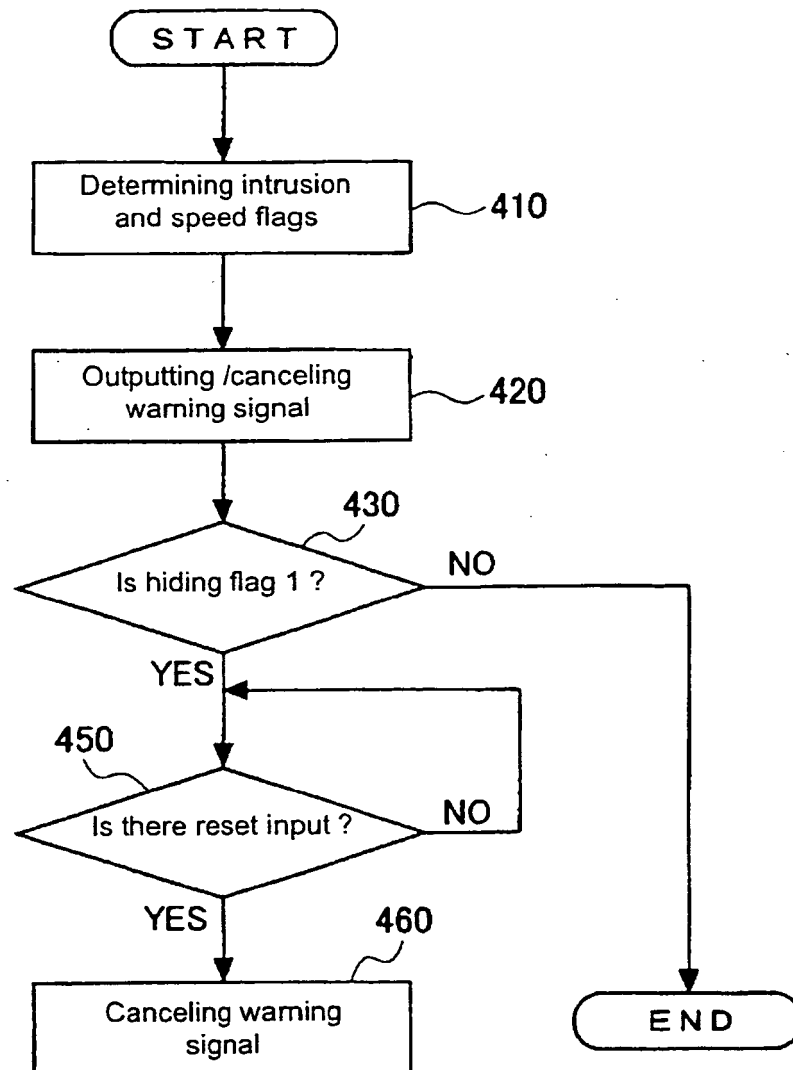 START
Determining intrusion
and speed flags
410
Outputting /canceling
warning signal
420
430
Is hiding flag 1 ?
NO
YES
450
Is there reset input ?
NO
YES
460
Canceling warning
signal
END